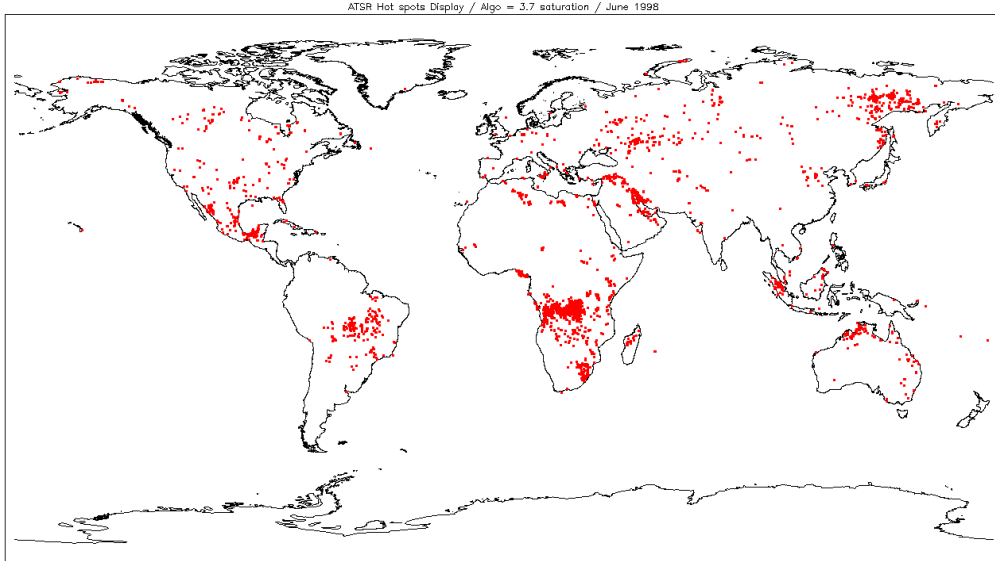 ATSR Hot spots Display / Algo = 3.7 saturation / June 1998